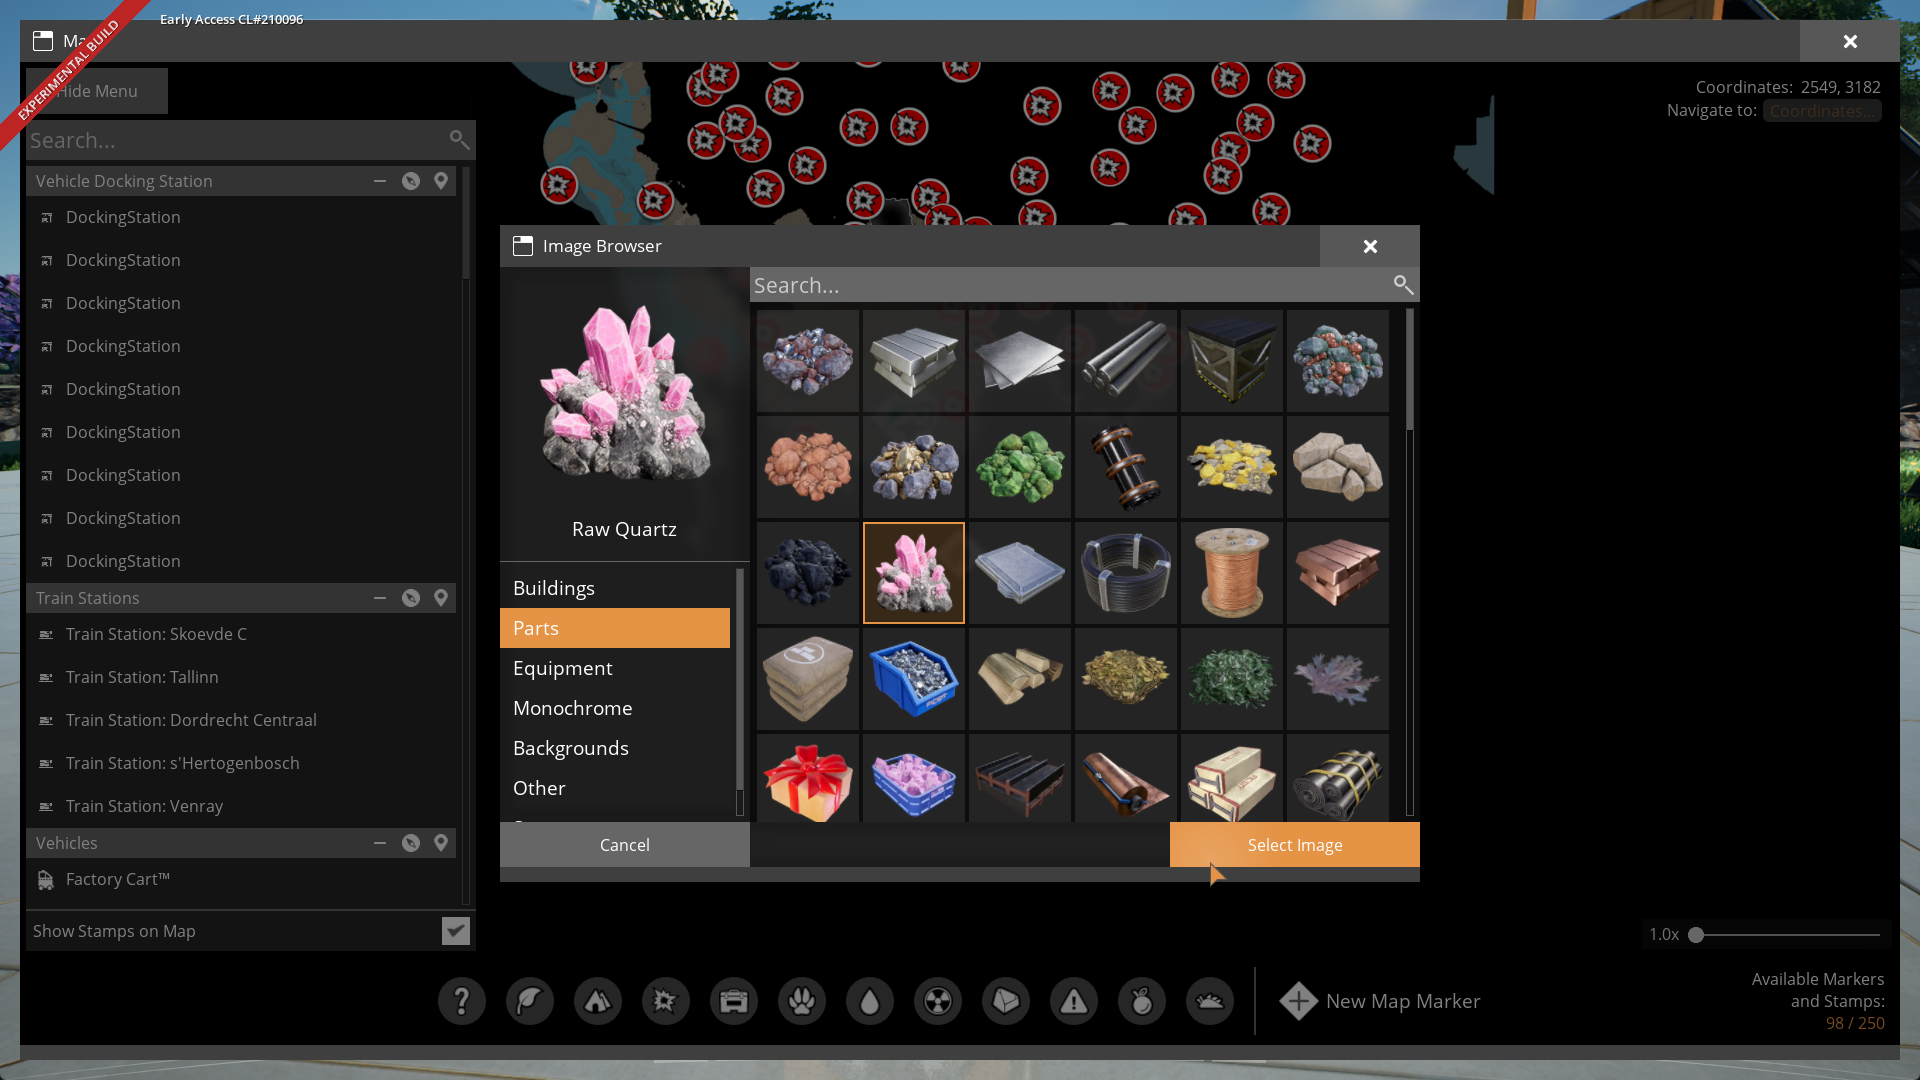 Early Access CL#210096
EXPERIMENTAL BUILD
Hide Menu
Coordinates: 2549, 3182
Navigate to: Coordinates...
Search...
Vehicle Docking Station
DockingStation
DockingStation
DockingStation
DockingStation
DockingStation
DockingStation
DockingStation
DockingStation
DockingStation
Train Stations
Train Station: Skoevde C
Train Station: Tallinn
Train Station: Dordrecht Centraal
Train Station: s'Hertogenbosch
Train Station: Venray
Vehicles
Factory Cart™
Show Stamps on Map
Image Browser
Search...
Raw Quartz
Buildings
Parts
Equipment
Monochrome
Backgrounds
Other
Cancel
Select Image
1.0x
New Map Marker
Available Markers
and Stamps:
98 / 250